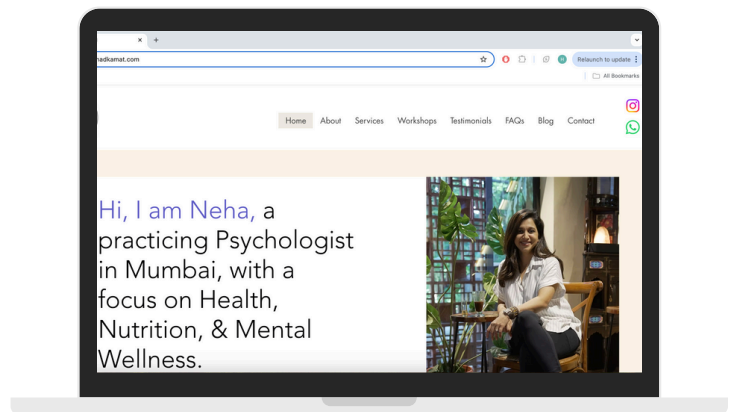 nadkamat.com
Relaunch to update
All Bookmarks
Home About Services Workshops Testimonials FAQs Blog Contact
Hi, I am Neha, a
practicing Psychologist
in Mumbai, with a
focus on Health,
Nutrition, & Mental
Wellness.